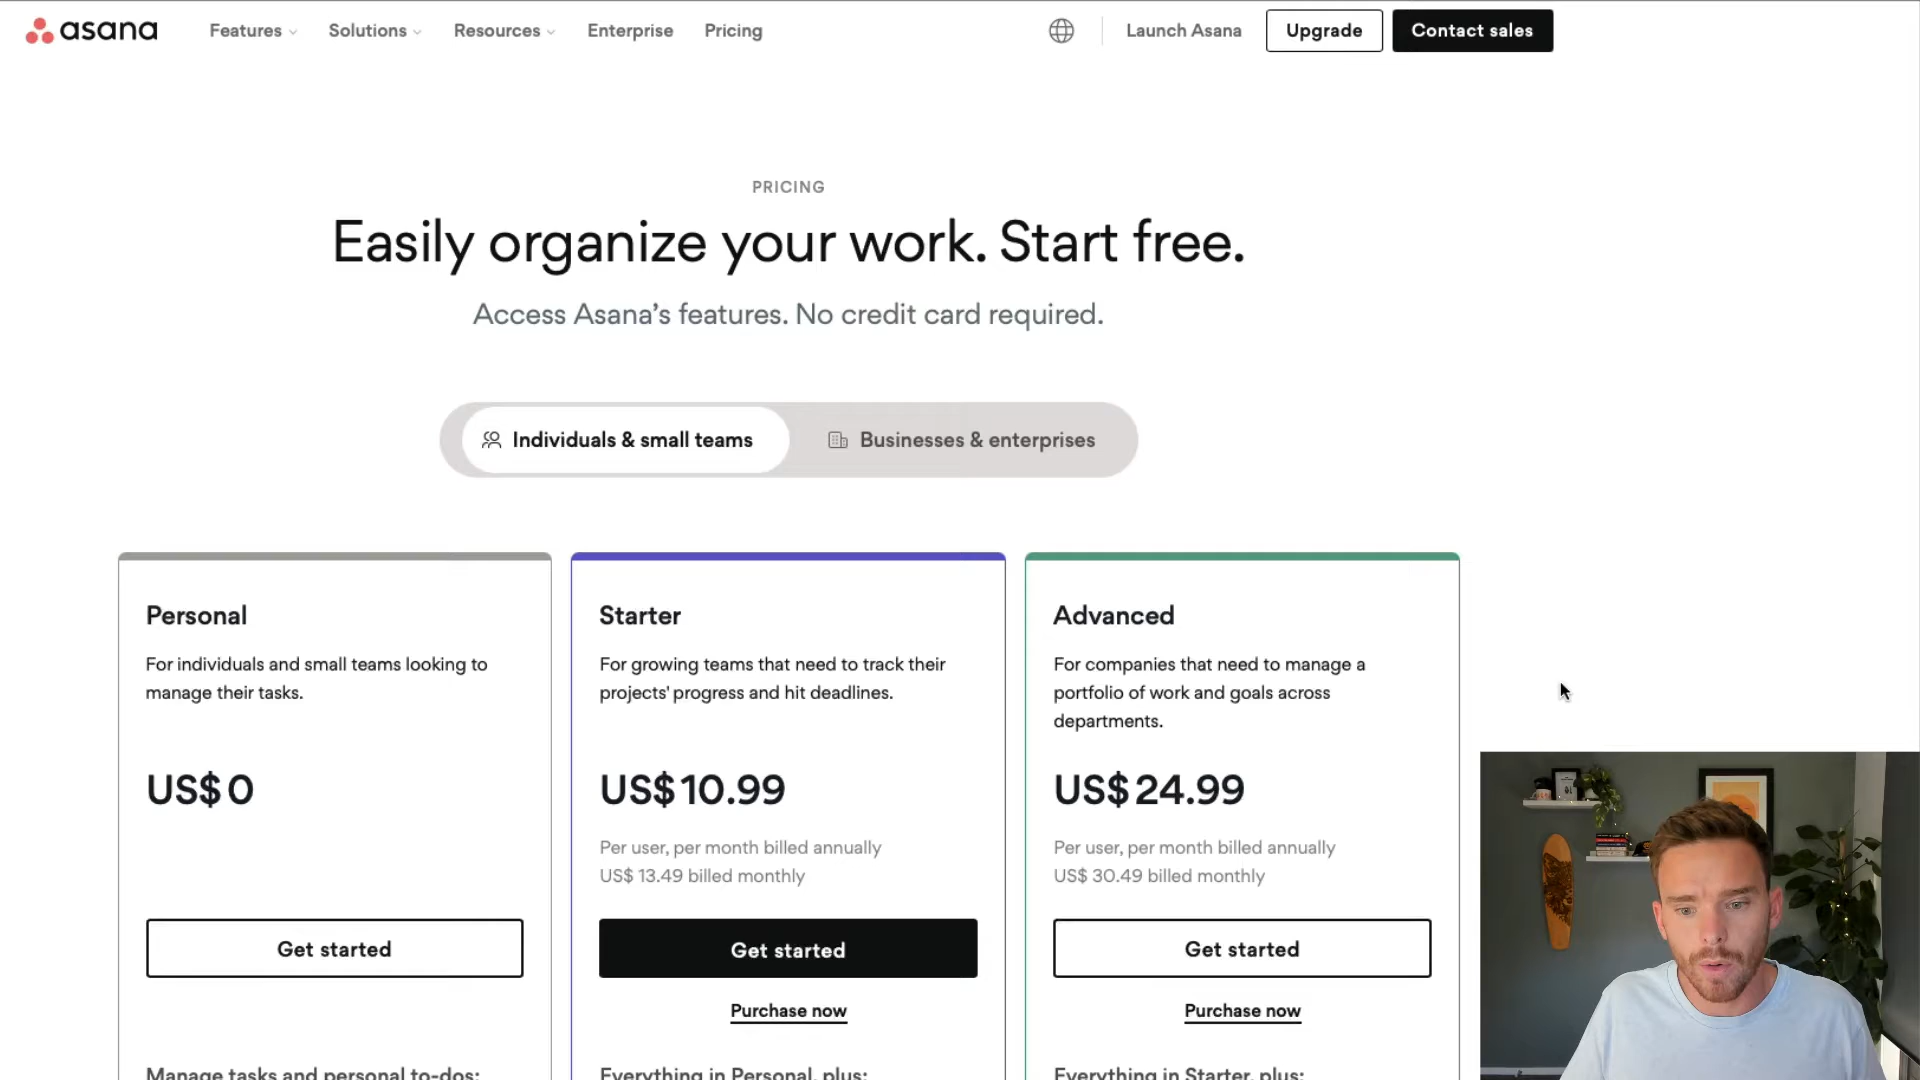 asana
Features
Solutions
Resources
Enterprise
Pricing
Launch Asana
Upgrade
Contact sales
PRICING
Easily organize your work. Start free.
Access Asana’s features. No credit card required.
Individuals & small teams
Businesses & enterprises
Personal
For individuals and small teams looking to
manage their tasks.
US$ 0
Get started
Manage tasks and personal to-dos:
Starter
For growing teams that need to track their
projects' progress and hit deadlines.
US$ 10.99
Per user, per month billed annually
US$ 13.49 billed monthly
Get started
Purchase now
Everything in Personal, plus:
Advanced
For companies that need to manage a
portfolio of work and goals across
departments.
US$ 24.99
Per user, per month billed annually
US$ 30.49 billed monthly
Get started
Purchase now
Everything in Starter, plus: